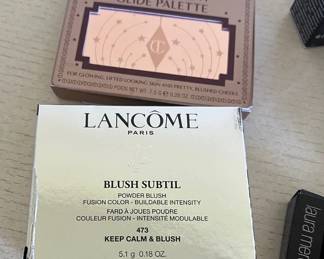 GLIDE PALETTE
FOR GLOWING, LIFTED LOOKING SKIN AND PRETTY, BLUSHED CHEEKS
LANCÔME
PARIS
BLUSH SUBTIL
POWDER BLUSH
FUSION COLOR - BUILDABLE INTENSITY
FARD À JOUES POUDRE
COULEUR FUSION - INTENSITÉ MODULABLE
473
KEEP CALM & BLUSH
5.1 g 0.18 OZ.
laura mer